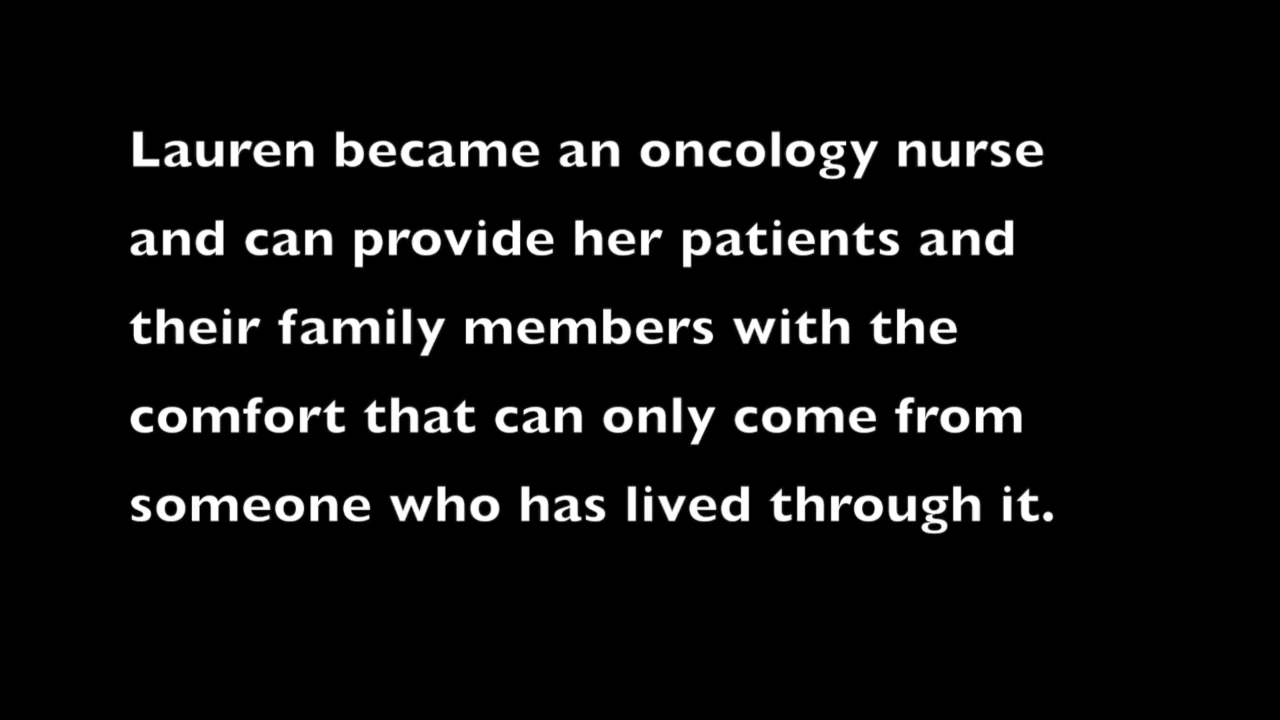 Lauren became an oncology nurse
and can provide her patients and
their family members with the
comfort that can only come from
someone who has lived through it.